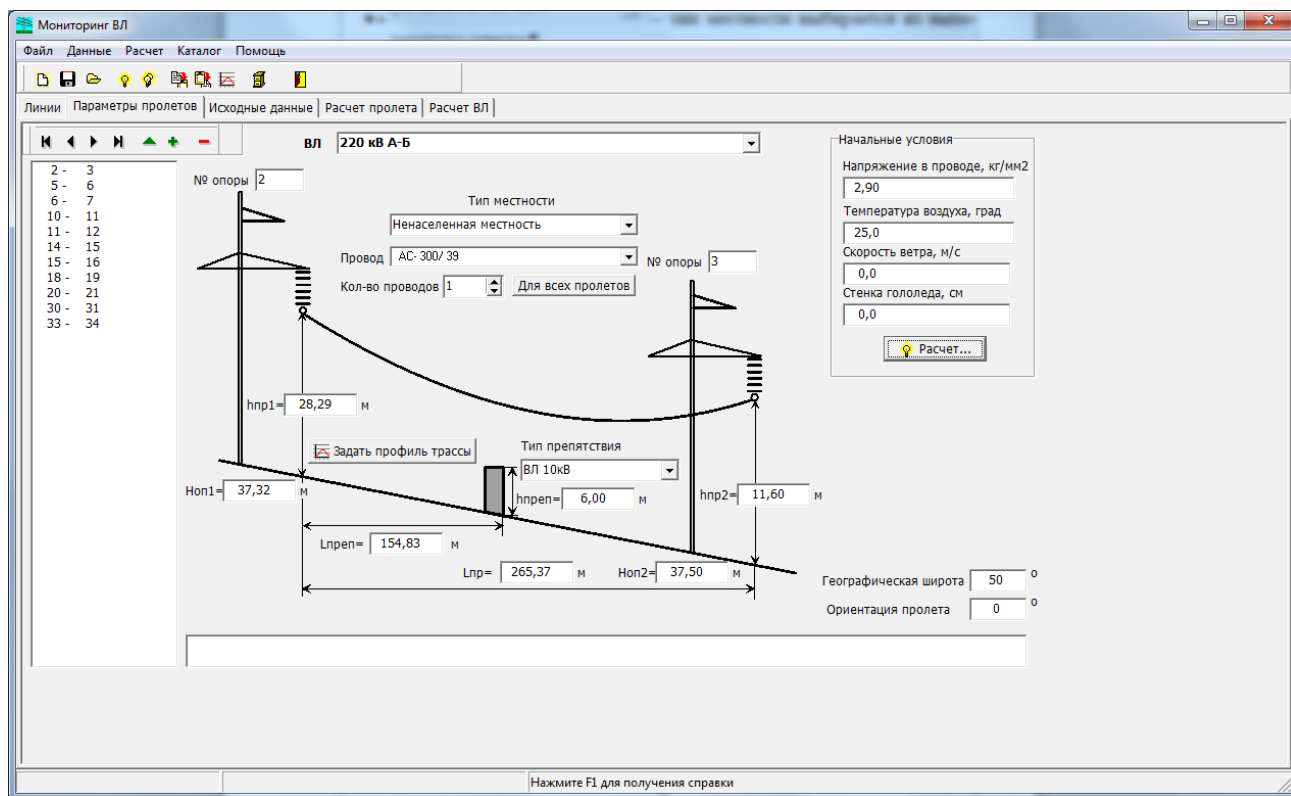 тип местности выбирается из выпа-
Мониторинг ВЛ
Файл Данные Расчет Каталог Помощь
Линии Параметры пролетов Исходные данные Расчет пролета Расчет ВЛ
ВЛ 220 кВ А-Б
2 - 3
5 - 6
6 - 7
10 - 11
11 - 12
14 - 15
15 - 16
18 - 19
20 - 21
30 - 31
33 - 34
№ опоры 2
Тип местности
Ненаселенная местность
Провод АС- 300/ 39
Кол-во проводов 1 Для всех пролетов
№ опоры 3
hпр1= 28,29 м
Задать профиль трассы
Тип препятствия
ВЛ 10кВ
Hоп1= 37,32 м
hпреп= 6,00 м
hпр2= 11,60 м
Lпреп= 154,83 м
Lпр= 265,37 м
Hоп2= 37,50 м
Начальные условия
Напряжение в проводе, кг/мм2
2,90
Температура воздуха, град
25,0
Скорость ветра, м/с
0,0
Стенка гололеда, см
0,0
Расчет...
Географическая широта 50 о
Ориентация пролета 0 о
Нажмите F1 для получения справки